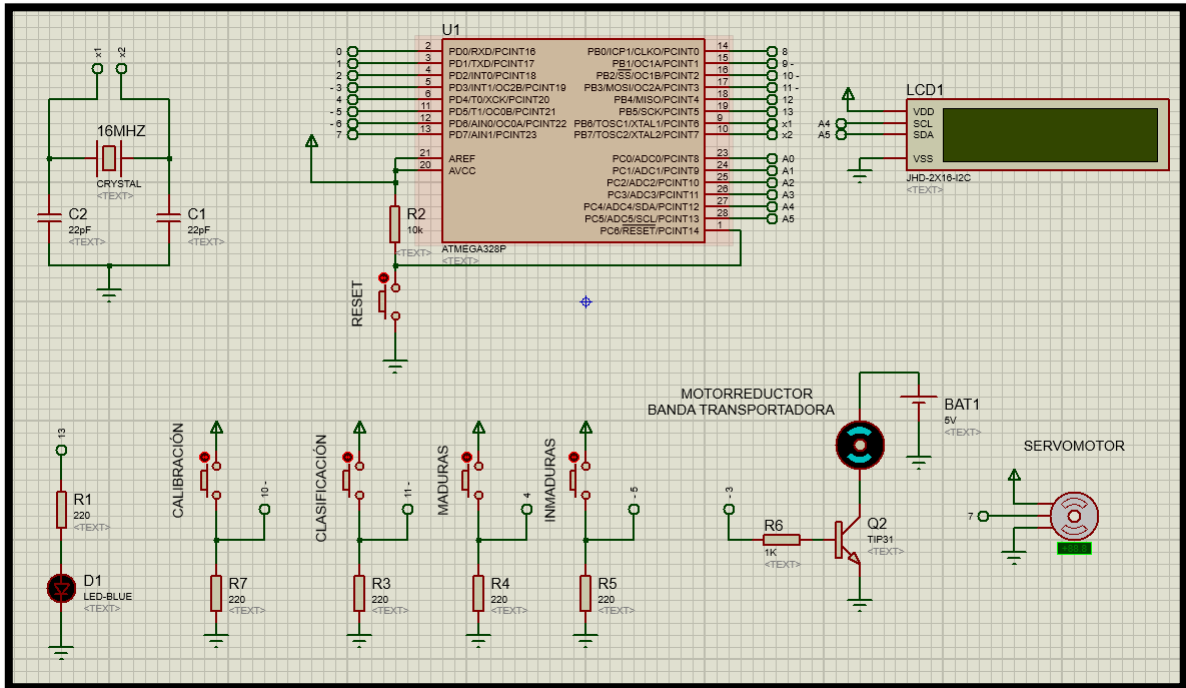 x1
x2
16MHZ
CRYSTAL
<TEXT>
C2
22pF
<TEXT>
C1
22pF
<TEXT>
U1
0 2 PD0/RXD/PCINT16
1 3 PD1/TXD/PCINT17
2 4 PD2/INT0/PCINT18
- 3 5 PD3/INT1/OC2B/PCINT19
4 6 PD4/T0/XCK/PCINT20
- 5 11 PD5/T1/OC0B/PCINT21
- 6 12 PD6/AIN0/OC0A/PCINT22
7 13 PD7/AIN1/PCINT23
21 AREF
20 AVCC
PB0/ICP1/CLKO/PCINT0 14 8
PB1/OC1A/PCINT1 15 9 -
PB2/SS/OC1B/PCINT2 16 10 -
PB3/MOSI/OC2A/PCINT3 17 11 -
PB4/MISO/PCINT4 18 12
PB5/SCK/PCINT5 19 13
PB6/TOSC1/XTAL1/PCINT6 9 x1
PB7/TOSC2/XTAL2/PCINT7 10 x2
PC0/ADC0/PCINT8 23 A0
PC1/ADC1/PCINT9 24 A1
PC2/ADC2/PCINT10 25 A2
PC3/ADC3/PCINT11 26 A3
PC4/ADC4/SDA/PCINT12 27 A4
PC5/ADC5/SCL/PCINT13 28 A5
PC6/RESET/PCINT14 1
ATMEGA328P
<TEXT>
R2
10k
<TEXT>
RESET
LCD1
VDD
A4 SCL
A5 SDA
VSS
JHD-2X16-I2C
<TEXT>
13
R1
220
<TEXT>
D1
LED-BLUE
<TEXT>
CALIBRACIÓN
10 -
R7
220
<TEXT>
CLASIFICACIÓN
11 -
R3
220
<TEXT>
MADURAS
4
R4
220
<TEXT>
INMADURAS
- 5
R5
220
<TEXT>
MOTORREDUCTOR
BANDA TRANSPORTADORA
BAT1
5V
<TEXT>
- 3
R6
1K
<TEXT>
Q2
TIP31
<TEXT>
SERVOMOTOR
7